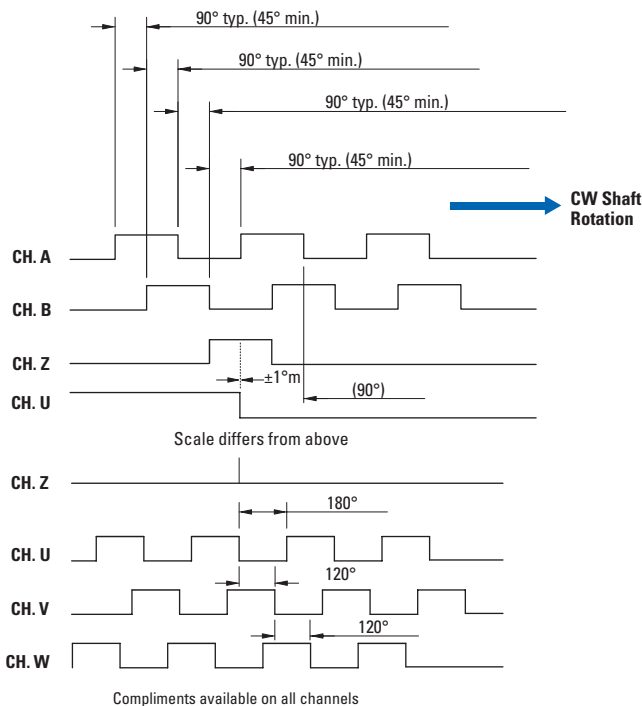 90° typ. (45° min.)
90° typ. (45° min.)
90° typ. (45° min.)
90° typ. (45° min.)
CW Shaft
Rotation
CH. A
CH. B
CH. Z
±1°m
CH. U
(90°)
Scale differs from above
CH. Z
180°
CH. U
120°
CH. V
120°
CH. W
Compliments available on all channels